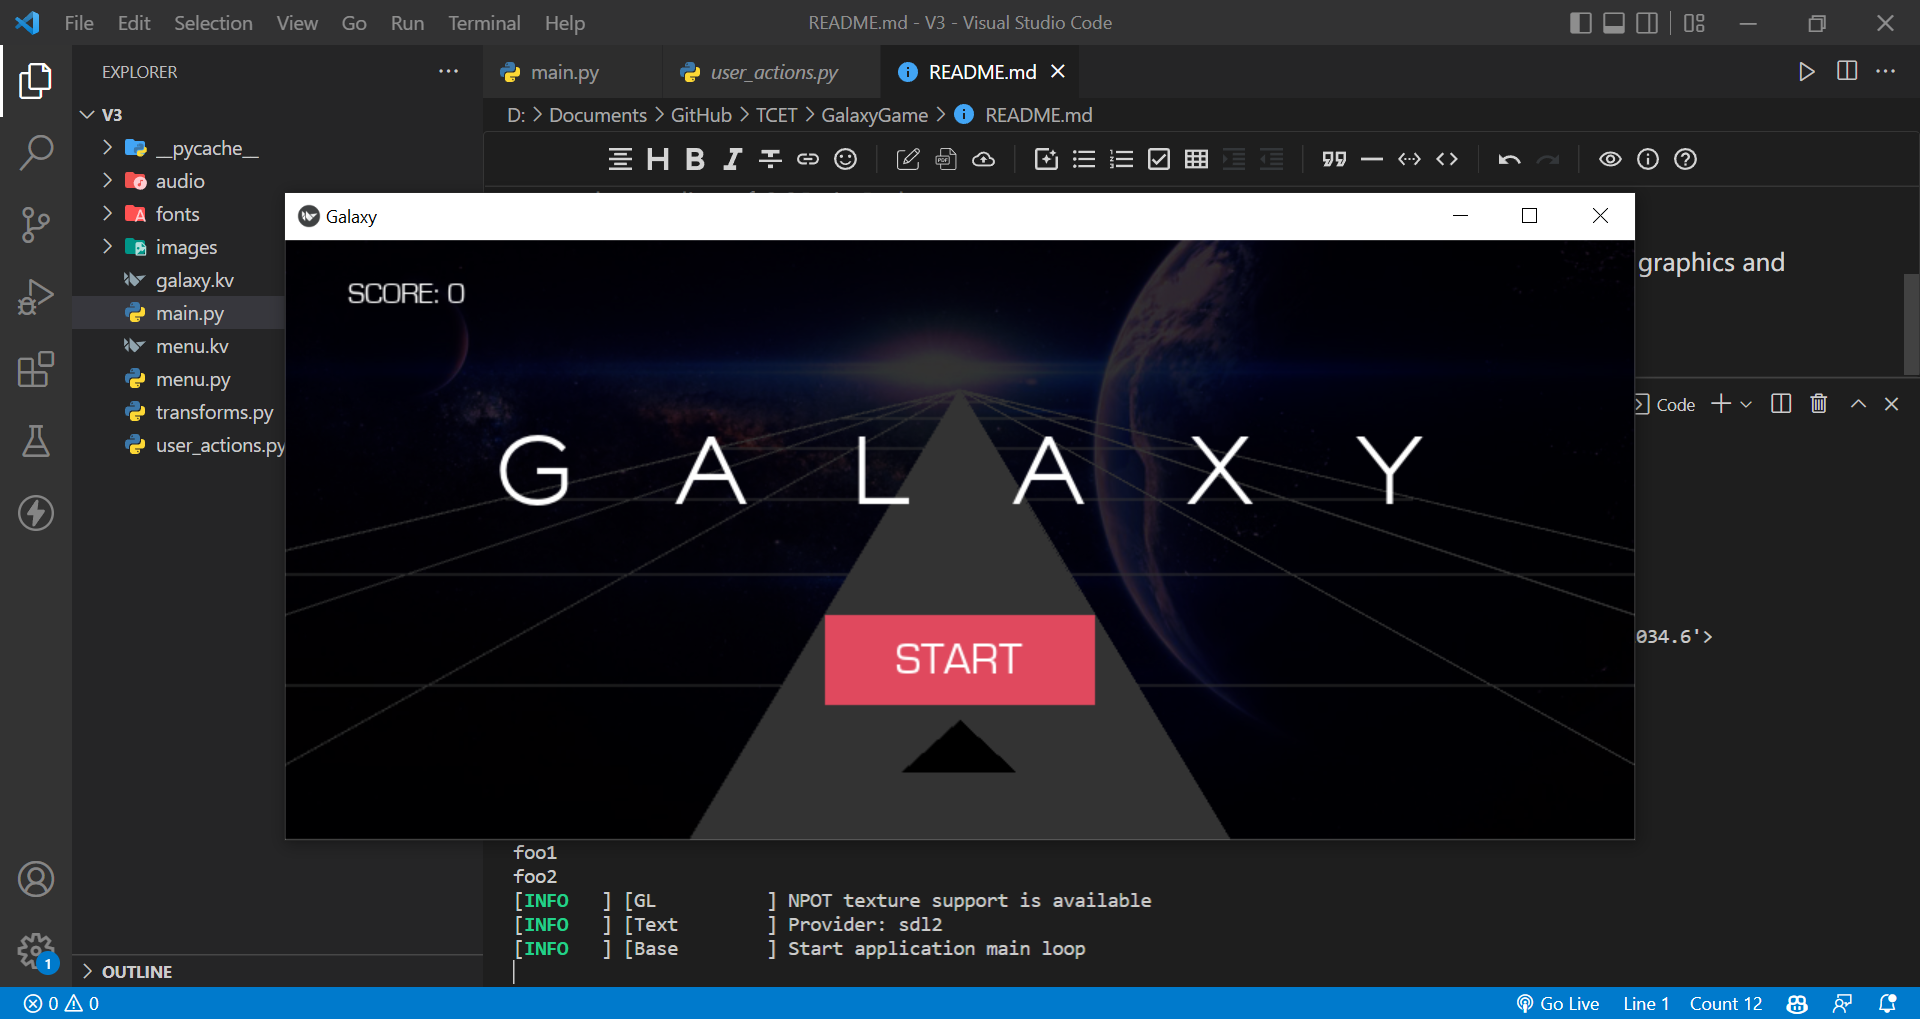 File Edit Selection View Go Run Terminal Help README.md - V3 - Visual Studio Code
EXPLORER
main.py user_actions.py README.md
V3
D: > Documents > GitHub > TCET > GalaxyGame > README.md
__pycache__
audio
fonts
images
galaxy.kv
main.py
menu.kv
menu.py
transforms.py
user_actions.py
Galaxy
SCORE: 0
graphics and
GALAXY
START
Code
034.6'>
foo1
foo2
[INFO   ] [GL          ] NPOT texture support is available
[INFO   ] [Text        ] Provider: sdl2
[INFO   ] [Base        ] Start application main loop
1
OUTLINE
0 0 Go Live Line 1 Count 12